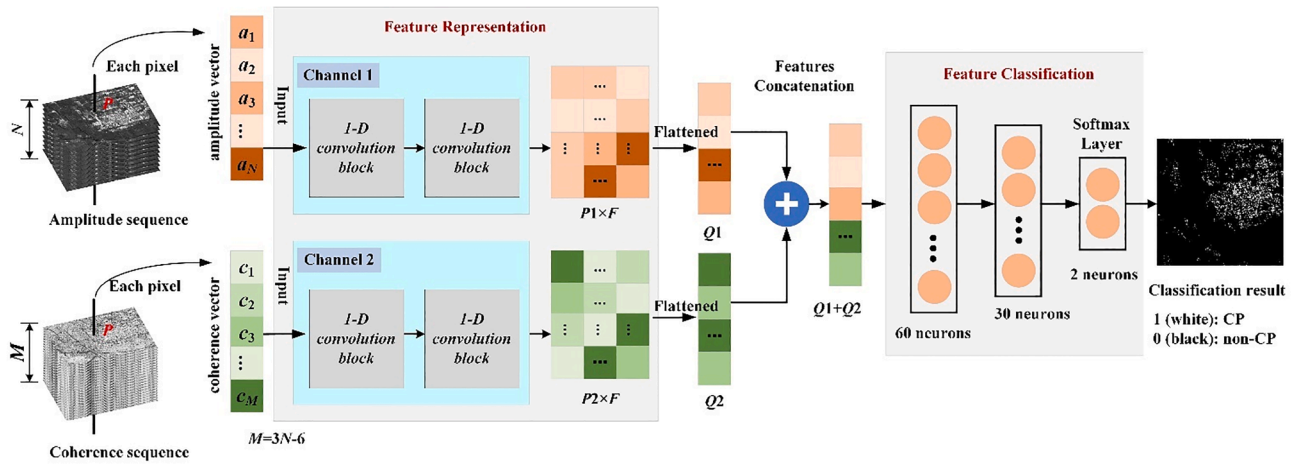 Feature Representation
Each pixel
P
N
Amplitude sequence
amplitude vector
a1
a2
a3
⋮
aN
Input
Channel 1
1-D
convolution
block
1-D
convolution
block
...
...
⋮ ⋮ ⋮
...
P1×F
Flattened
...
Q1
Each pixel
P
M
Coherence sequence
coherence vector
c1
c2
c3
⋮
cM
M=3N-6
Input
Channel 2
1-D
convolution
block
1-D
convolution
block
...
...
⋮ ⋮ ⋮
...
P2×F
Flattened
...
Q2
Features
Concatenation
+
...
Q1+Q2
Feature Classification
60 neurons
30 neurons
Softmax
Layer
2 neurons
Classification result
1 (white): CP
0 (black): non-CP